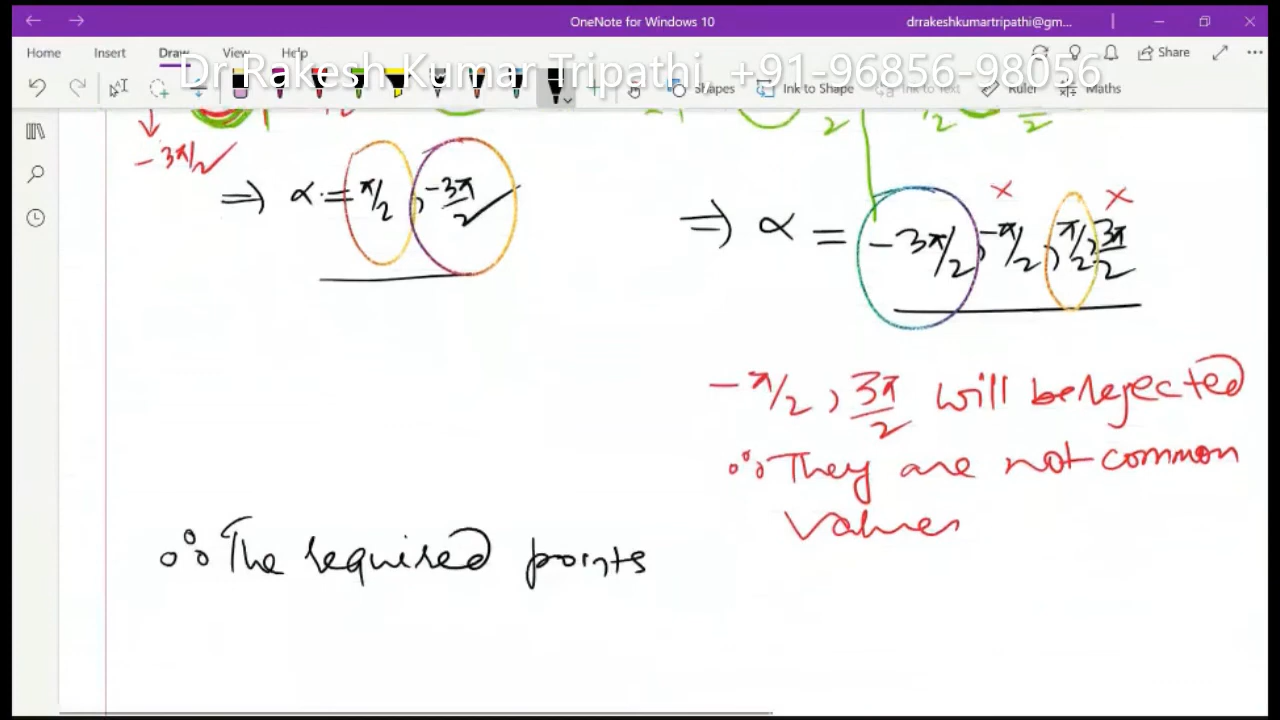 OneNote for Windows 10
drrakeshkumartripathi@gm...
Home Insert Draw View Help
Share
Dr Rakesh Kumar Tripathi +91-96856-98056
Shapes Ink to Shape Ink to Text Ruler Maths
-3π/2
⇒ α = π/2, -3π/2
⇒ α = -3π/2, -π/2, π/2, 3π/2
-π/2, 3π/2 will be rejected
∵ They are not common
values
∴ The required points